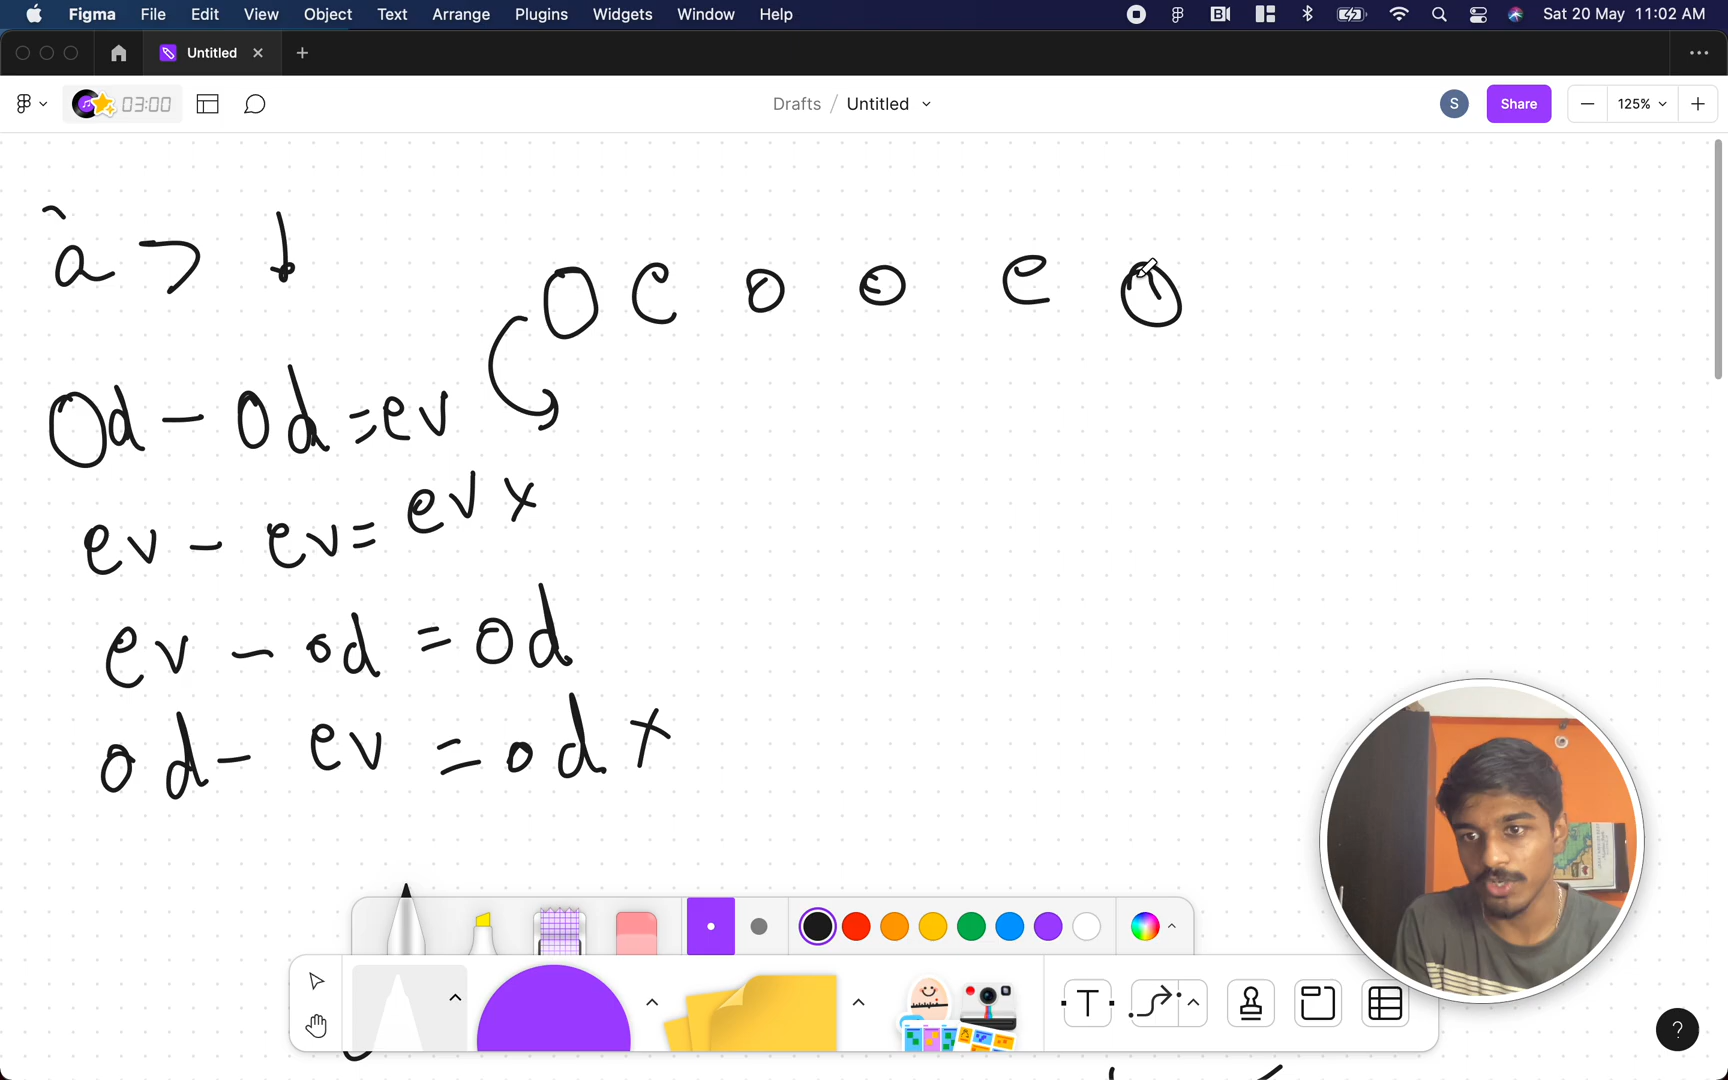 Figma File Edit View Object Text Arrange Plugins Widgets Window Help Sat 20 May 11:02 AM
Untitled
03:00 Drafts / Untitled S Share 125%
a > b
O e o e o
Od - Od = ev
ev - ev = ev x
ev - od = od
od - ev = od x
T
?